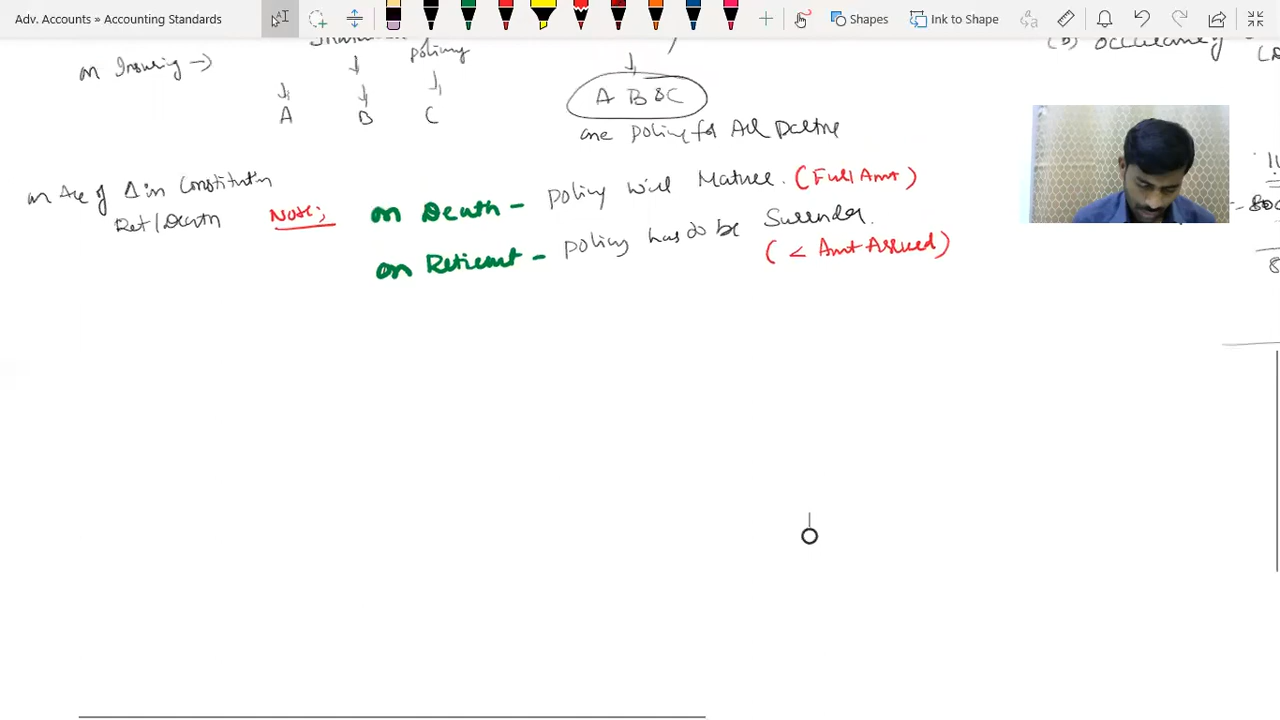 Adv. Accounts » Accounting Standards
Shapes
Ink to Shape
on Insuring →
policy
A B C
A B & C
one policy for All
(b)
on A/c of Δ in Constitution
Ret/Death
Note:
on Death - policy will Mature. (Full Amt)
on Retirement - policy has to be Surrender.
(< Amt Assured)